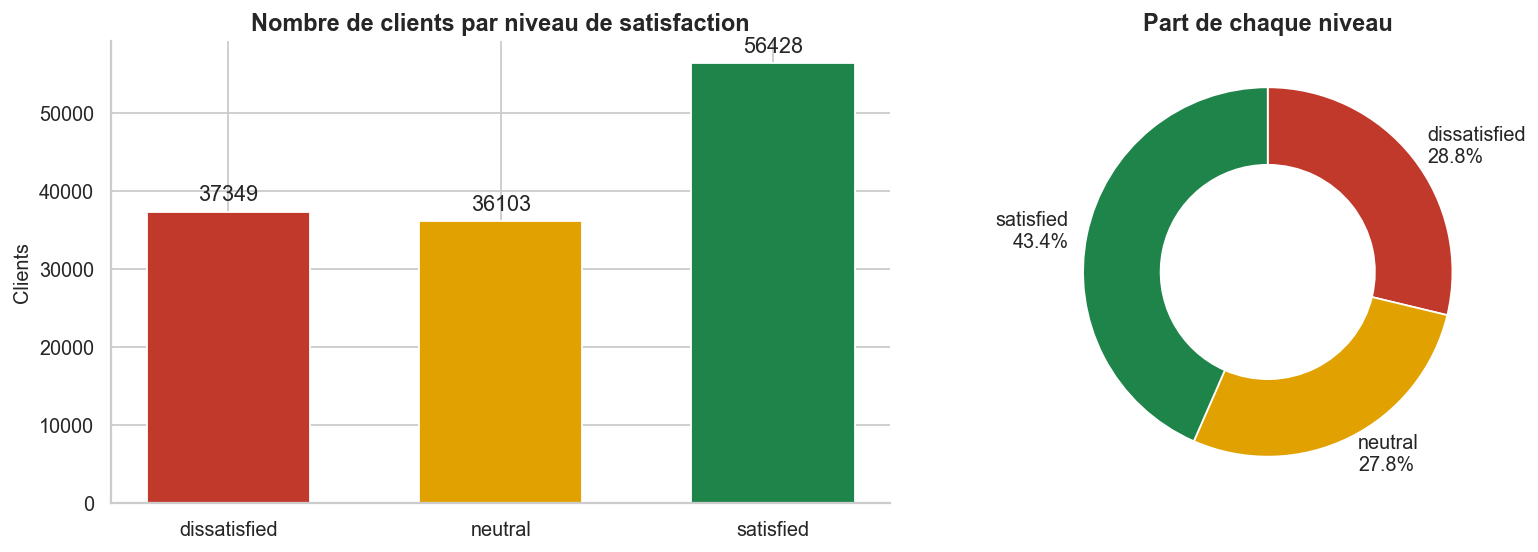 Nombre de clients par niveau de satisfaction
56428
50000
40000
37349
36103
30000
20000
10000
0
Clients
dissatisfied
neutral
satisfied
Part de chaque niveau
dissatisfied
28.8%
satisfied
43.4%
neutral
27.8%